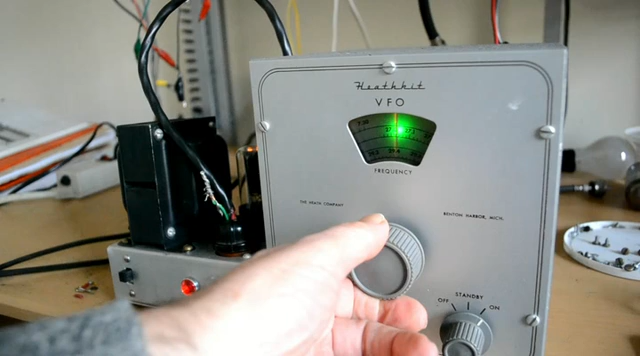 Heathkit
VFO
FREQUENCY
THE HEATH COMPANY
BENTON HARBOR, MICH.
STANDBY
OFF
ON